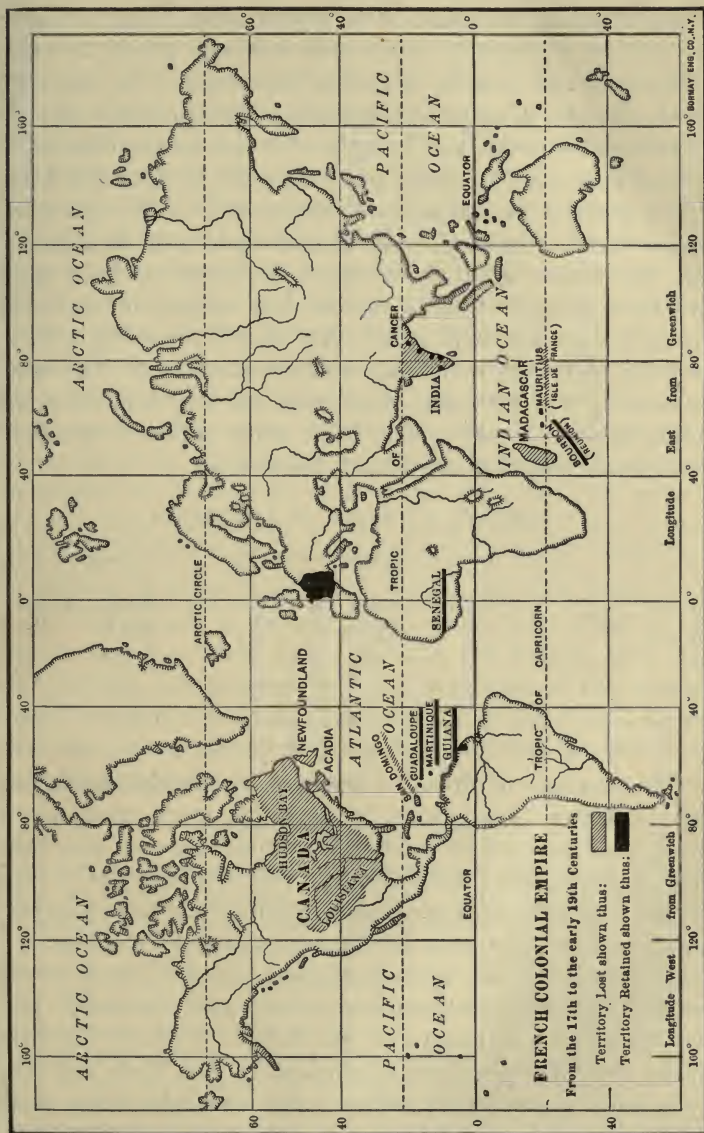 ARCTIC OCEAN
ARCTIC OCEAN
ARCTIC CIRCLE
60
60°
40
40°
0
0°
40
40°
HUDSON BAY
CANADA
LOUISIANA
NEWFOUNDLAND
ACADIA
ATLANTIC
OCEAN
SAN DOMINGO
GUADALOUPE
MARTINIQUE
GUIANA
PACIFIC
OCEAN
EQUATOR
TROPIC
OF
CANCER
SENEGAL
INDIA
PACIFIC
OCEAN
EQUATOR
INDIAN OCEAN
MADAGASCAR
MAURITIUS
(ISLE DE FRANCE)
BOURBON
(REUNION)
TROPIC OF CAPRICORN
FRENCH COLONIAL EMPIRE
From the 17th to the early 19th Centuries
Territory Lost shown thus:
Territory Retained shown thus:
160° 120° 80° 40° 0° 40° 80° 120 160°
Longitude West from Greenwich
Longitude East from Greenwich
BORMAY ENG. CO., N.Y.